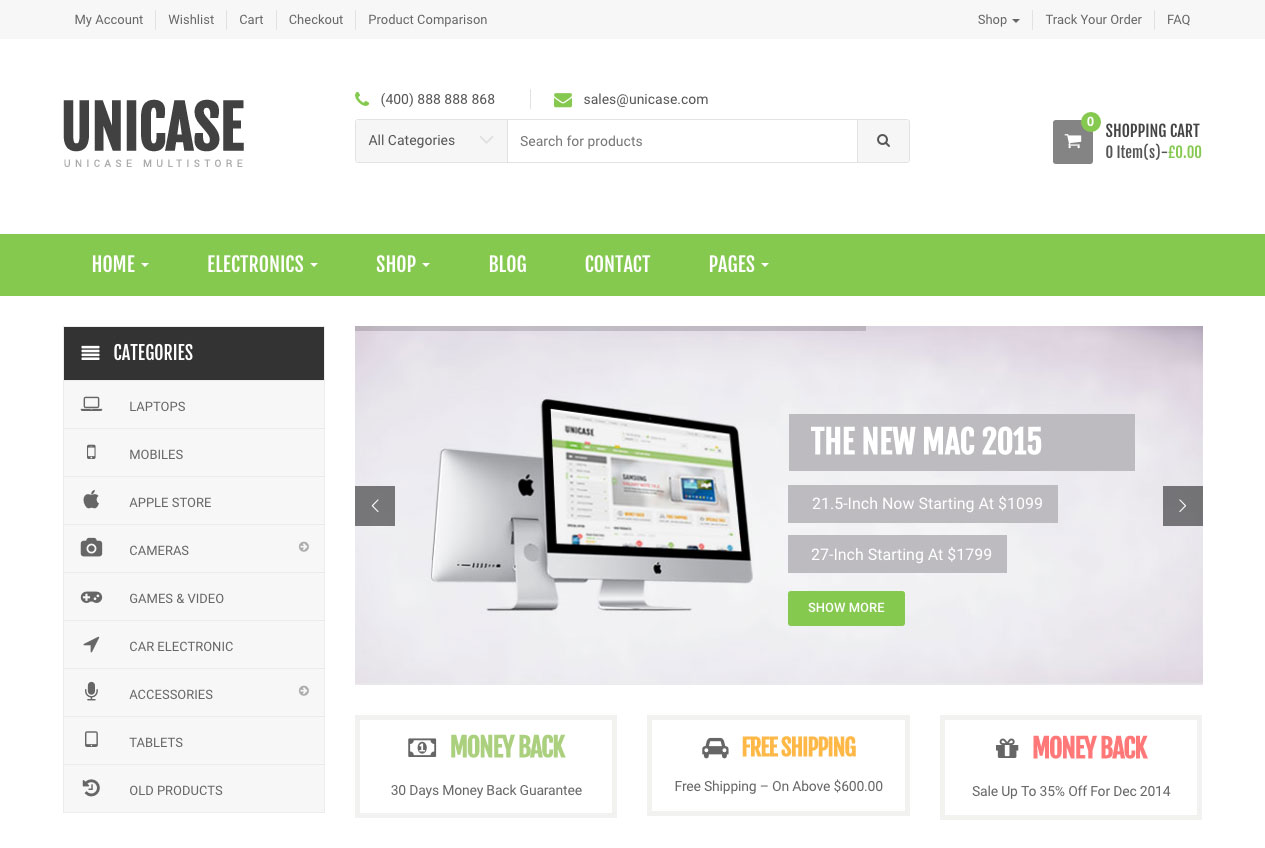 My Account
Wishlist
Cart
Checkout
Product Comparison
Shop
Track Your Order
FAQ
UNICASE
UNICASE MULTISTORE
(400) 888 888 868
sales@unicase.com
All Categories
Search for products
0
SHOPPING CART
0 Item(s)-£0.00
HOME
ELECTRONICS
SHOP
BLOG
CONTACT
PAGES
CATEGORIES
LAPTOPS
MOBILES
APPLE STORE
CAMERAS
GAMES & VIDEO
CAR ELECTRONIC
ACCESSORIES
TABLETS
OLD PRODUCTS
UNICASE
SAMSUNG
THE NEW MAC 2015
21.5-Inch Now Starting At $1099
27-Inch Starting At $1799
SHOW MORE
MONEY BACK
30 Days Money Back Guarantee
FREE SHIPPING
Free Shipping – On Above $600.00
MONEY BACK
Sale Up To 35% Off For Dec 2014